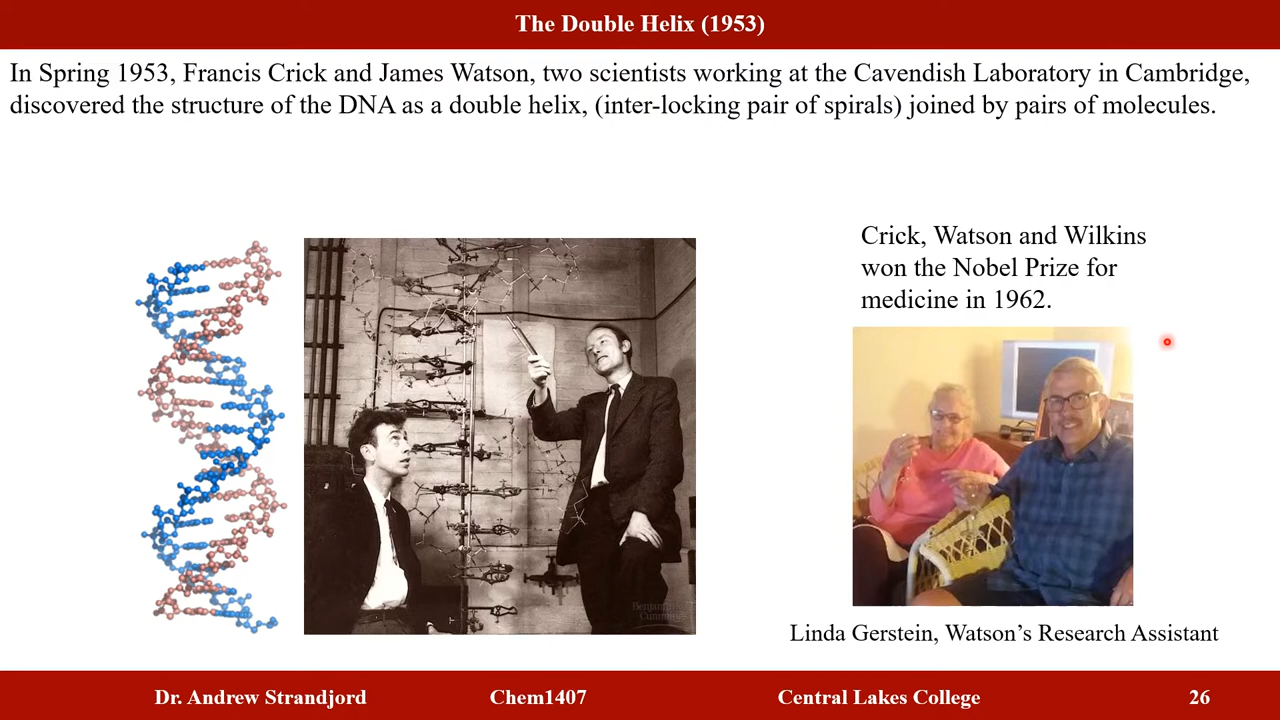 The Double Helix (1953)
In Spring 1953, Francis Crick and James Watson, two scientists working at the Cavendish Laboratory in Cambridge,
discovered the structure of the DNA as a double helix, (inter-locking pair of spirals) joined by pairs of molecules.
Crick, Watson and Wilkins
won the Nobel Prize for
medicine in 1962.
Linda Gerstein, Watson's Research Assistant
Dr. Andrew Strandjord Chem1407 Central Lakes College 26